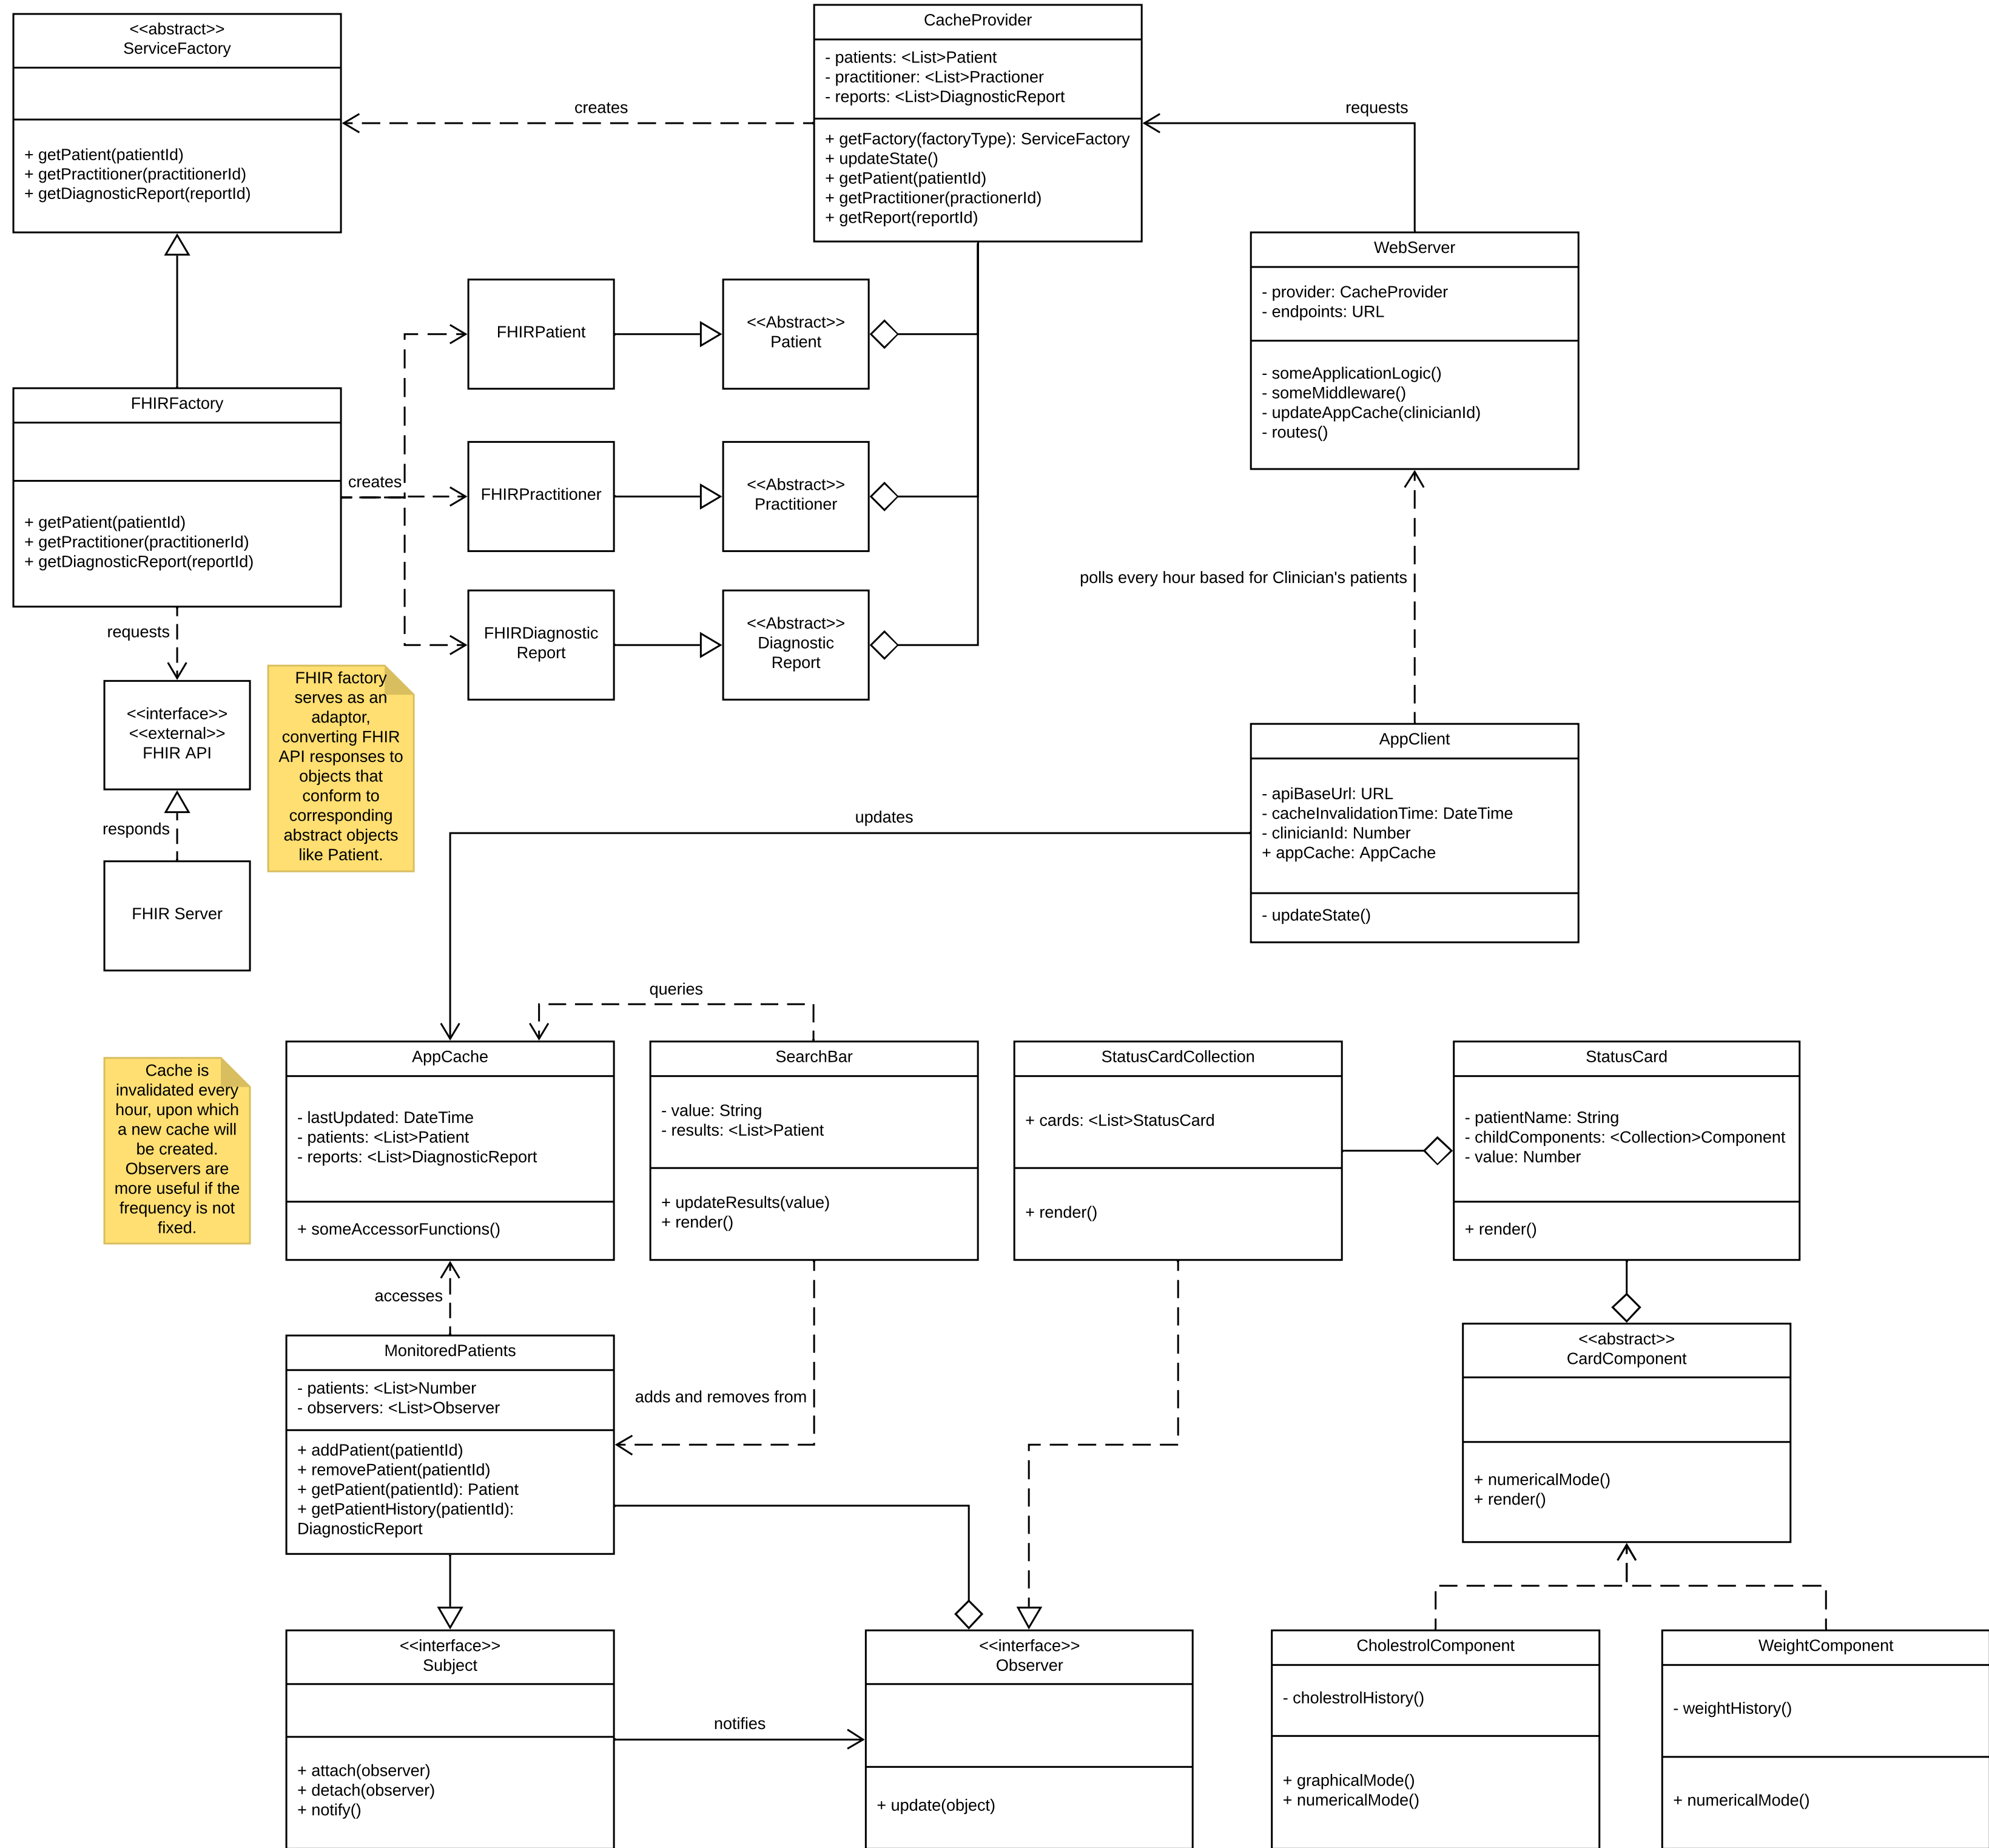 <<abstract>>
ServiceFactory
+ getPatient(patientId)
+ getPractitioner(practitionerId)
+ getDiagnosticReport(reportId)
creates
CacheProvider
- patients: <List>Patient
- practitioner: <List>Practioner
- reports: <List>DiagnosticReport
+ getFactory(factoryType): ServiceFactory
+ updateState()
+ getPatient(patientId)
+ getPractitioner(practionerId)
+ getReport(reportId)
requests
WebServer
- provider: CacheProvider
- endpoints: URL
- someApplicationLogic()
- someMiddleware()
- updateAppCache(clinicianId)
- routes()
FHIRFactory
+ getPatient(patientId)
+ getPractitioner(practitionerId)
+ getDiagnosticReport(reportId)
creates
FHIRPatient
<<Abstract>>
Patient
FHIRPractitioner
<<Abstract>>
Practitioner
FHIRDiagnostic
Report
<<Abstract>>
Diagnostic
Report
polls every hour based for Clinician's patients
requests
<<interface>>
<<external>>
FHIR API
responds
FHIR Server
FHIR factory
serves as an
adaptor,
converting FHIR
API responses to
objects that
conform to
corresponding
abstract objects
like Patient.
AppClient
- apiBaseUrl: URL
- cacheInvalidationTime: DateTime
- clinicianId: Number
+ appCache: AppCache
- updateState()
updates
queries
Cache is
invalidated every
hour, upon which
a new cache will
be created.
Observers are
more useful if the
frequency is not
fixed.
AppCache
- lastUpdated: DateTime
- patients: <List>Patient
- reports: <List>DiagnosticReport
+ someAccessorFunctions()
SearchBar
- value: String
- results: <List>Patient
+ updateResults(value)
+ render()
StatusCardCollection
+ cards: <List>StatusCard
+ render()
StatusCard
- patientName: String
- childComponents: <Collection>Component
- value: Number
+ render()
accesses
MonitoredPatients
- patients: <List>Number
- observers: <List>Observer
+ addPatient(patientId)
+ removePatient(patientId)
+ getPatient(patientId): Patient
+ getPatientHistory(patientId):
DiagnosticReport
adds and removes from
<<abstract>>
CardComponent
+ numericalMode()
+ render()
<<interface>>
Subject
+ attach(observer)
+ detach(observer)
+ notify()
notifies
<<interface>>
Observer
+ update(object)
CholestrolComponent
- cholestrolHistory()
+ graphicalMode()
+ numericalMode()
WeightComponent
- weightHistory()
+ numericalMode()